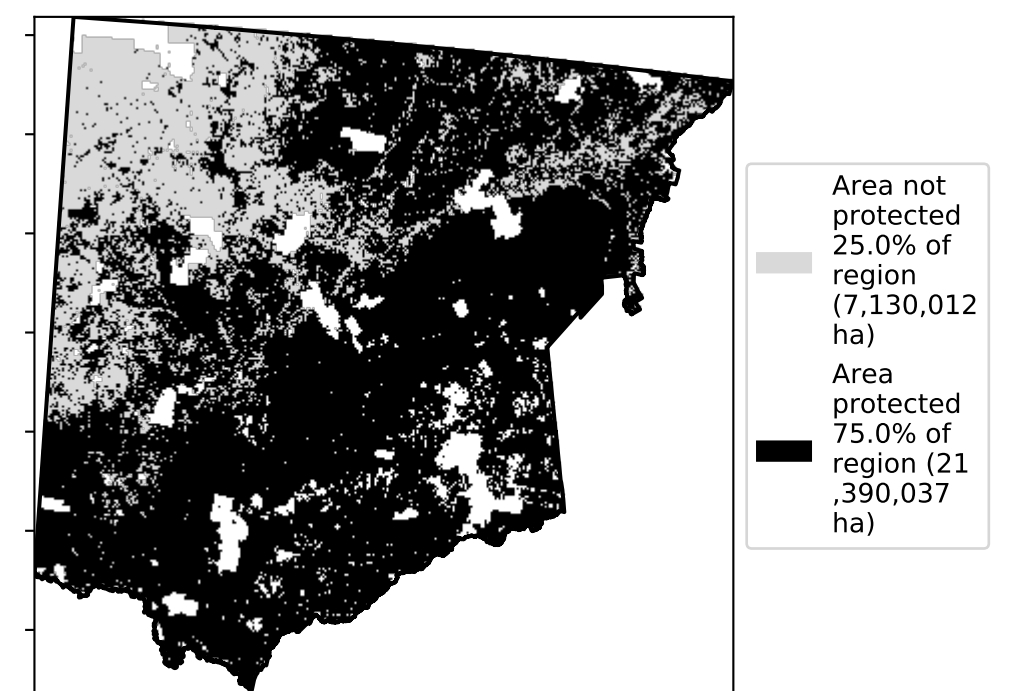 Area not
protected
25.0% of
region
(7,130,012
ha)
Area
protected
75.0% of
region (21
,390,037
ha)